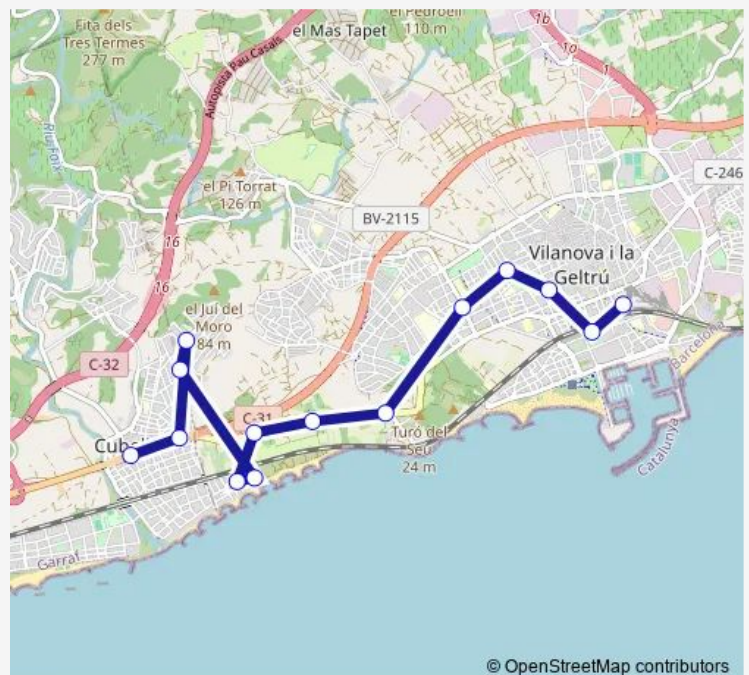 Fita dels
Tres Termes
277 m
el Pedroell
110 m
el Mas Tapet
1b
10
1
Autopista Pau Casals
Riu Foix
C-246
el Pi Torrat
126 m
16
BV-2115
Vilanova i la
Geltrú
16
el Juí del
Moro
84 m
C-32
Barcelona
C-31
Cube
Turó del
Seu
24 m
Catalunya
Garraf
© OpenStreetMap contributors